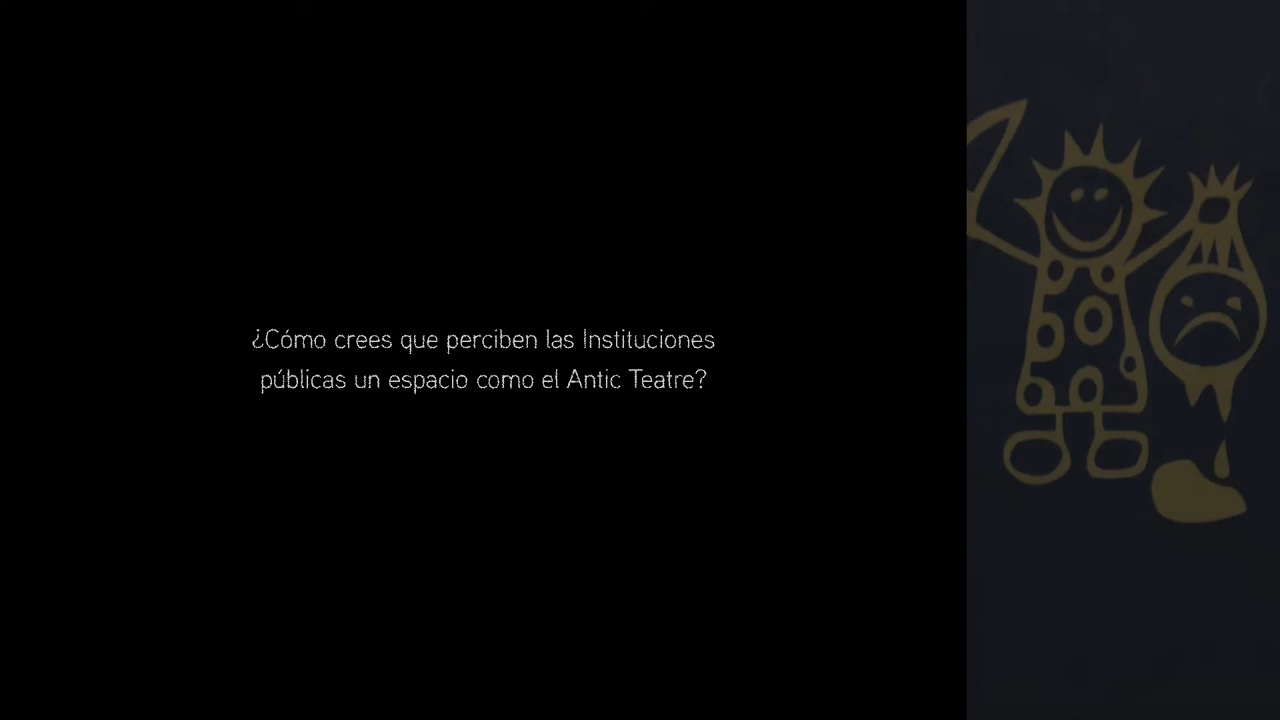 ¿Cómo crees que perciben las Instituciones
públicas un espacio como el Antic Teatre?